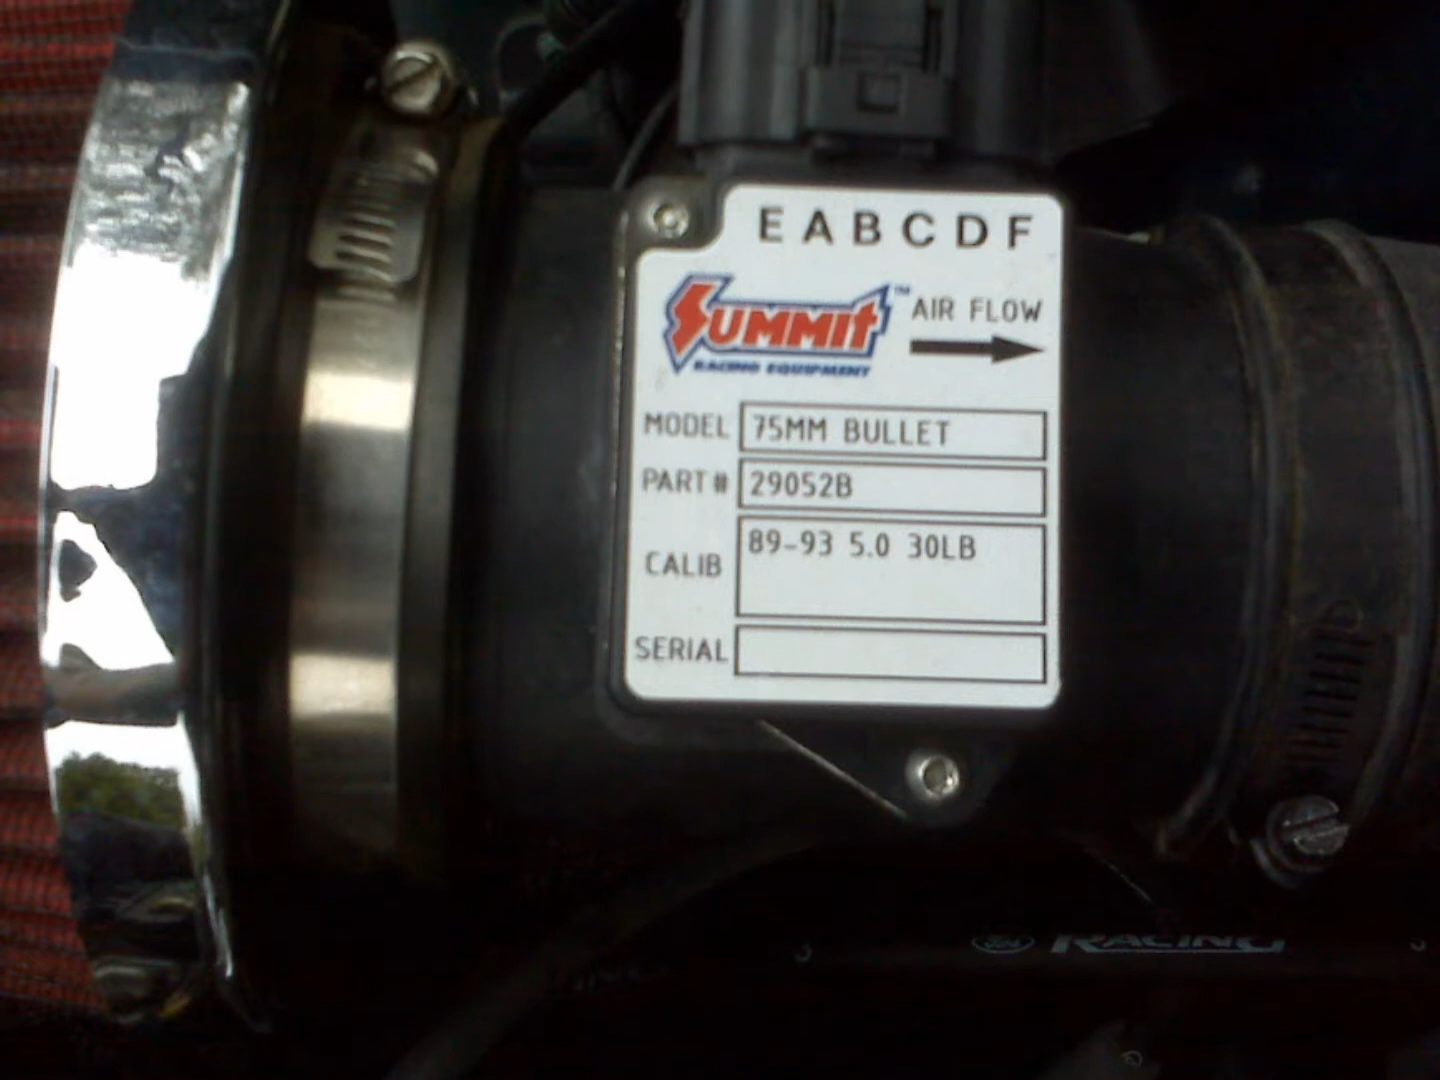 EABCDF
SUMMIT™
RACING EQUIPMENT
AIR FLOW
MODEL 75MM BULLET
PART # 29052B
CALIB 89-93 5.0 30LB
SERIAL
Ford RACING